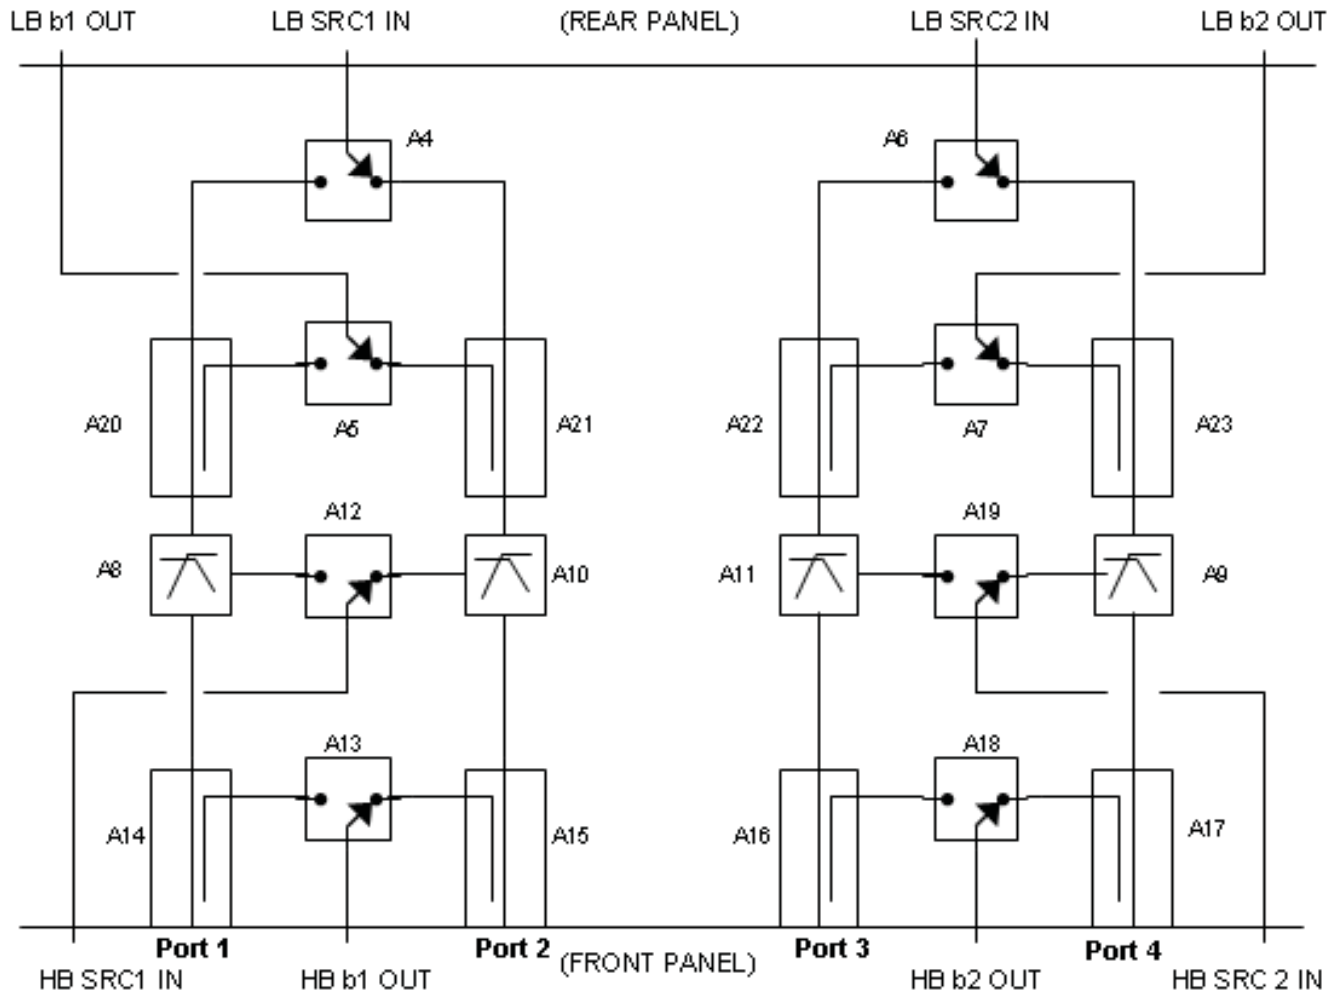 LB b1 OUT
LB SRC1 IN
(REAR PANEL)
LB SRC2 IN
LB b2 OUT
A4
A6
A20
A5
A21
A22
A7
A23
A12
A19
A8
A10
A11
A9
A13
A18
A14
A15
A16
A17
Port 1
Port 2
(FRONT PANEL)
Port 3
Port 4
HB SRC1 IN
HB b1 OUT
HB b2 OUT
HB SRC 2 IN